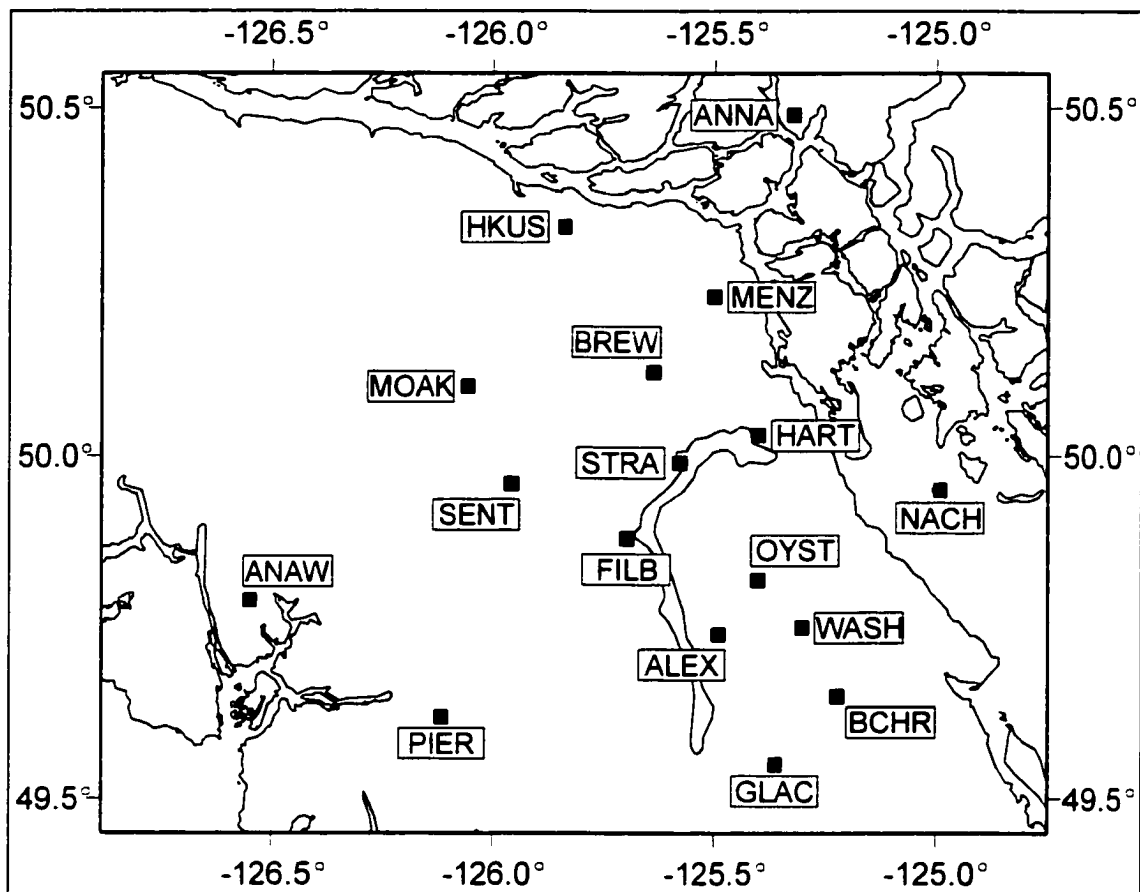 -126.5° -126.0° -125.5° -125.0°
50.5° ANNA 50.5°
HKUS
MENZ
BREW
MOAK
HART
50.0° STRA 50.0°
SENT NACH
OYST
ANAW FILB
WASH
ALEX
BCHR
PIER
GLAC
49.5° 49.5°
-126.5° -126.0° -125.5° -125.0°